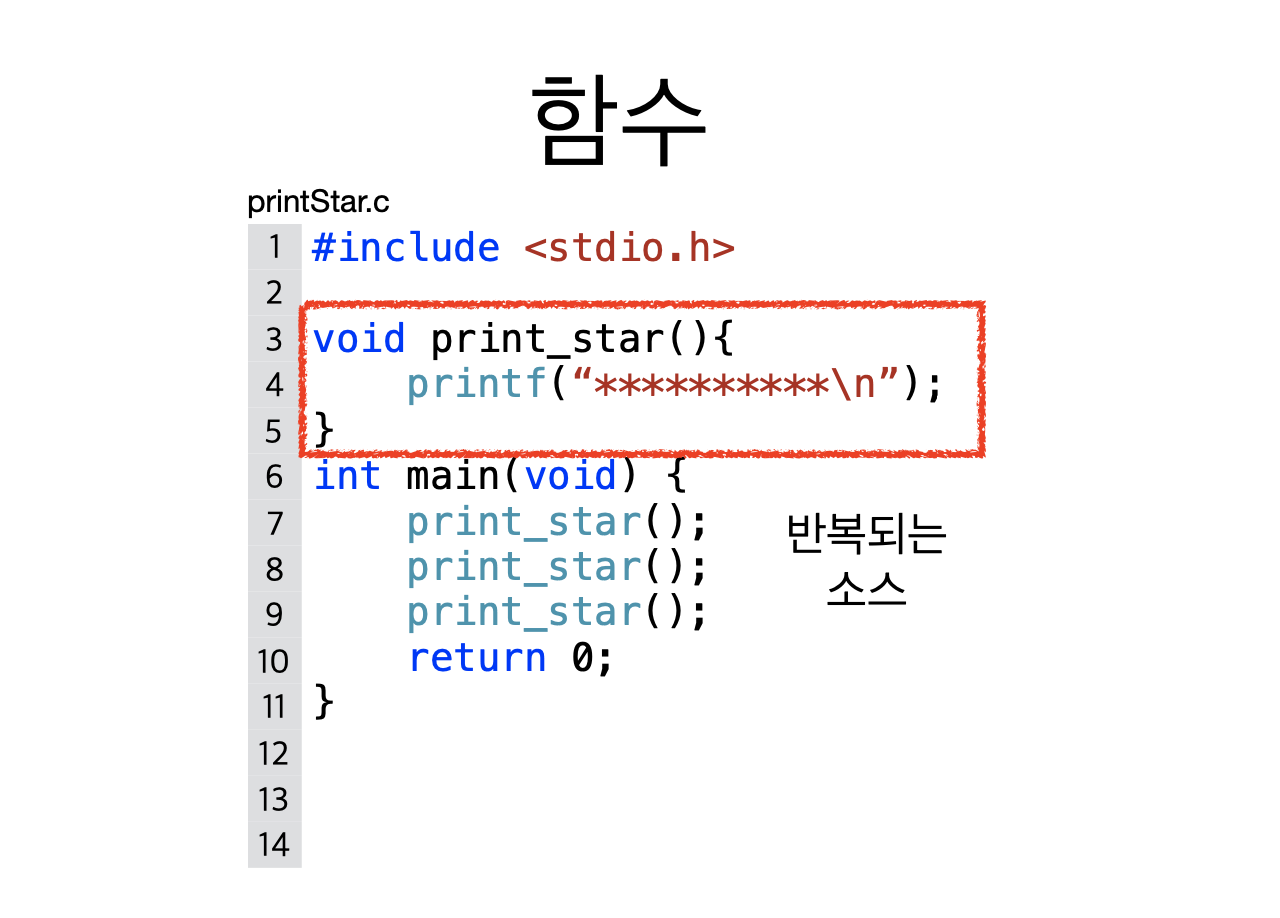 함수
printStar.c
1 #include <stdio.h>
2
3 void print_star(){
4 printf(“**********\n”);
5 }
6 int main(void) {
7 print_star();
8 print_star();
9 print_star();
10 return 0;
11 }
12
13
14
반복되는
소스